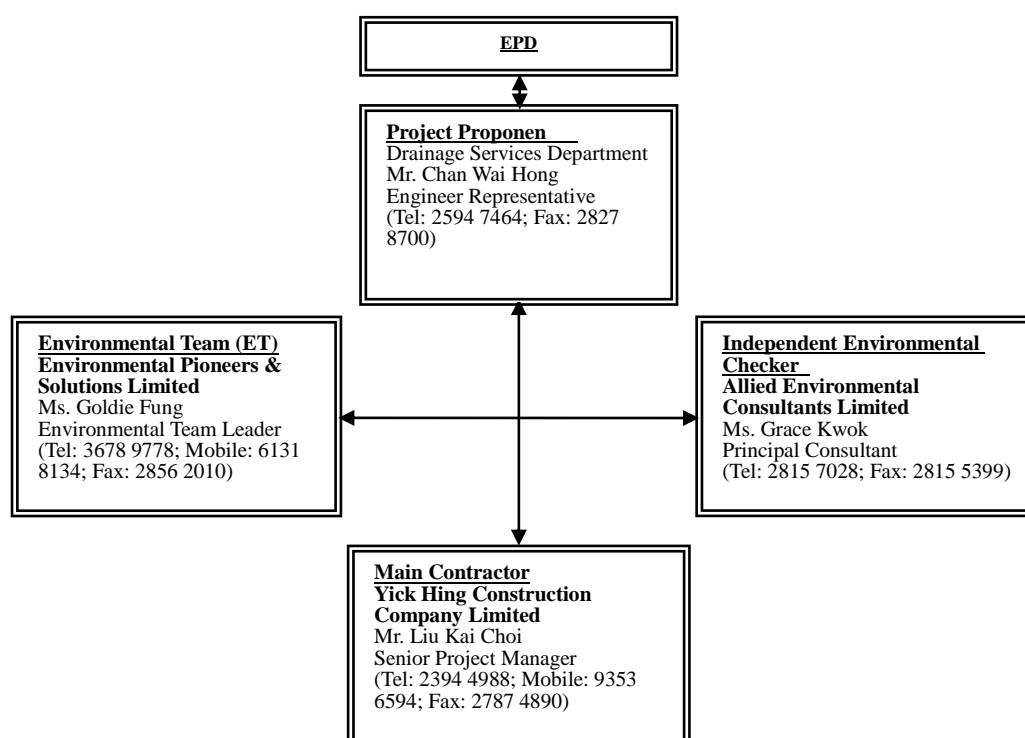 EPD
Project Proponen
Drainage Services Department
Mr. Chan Wai Hong
Engineer Representative
(Tel: 2594 7464; Fax: 2827
8700)
Environmental Team (ET)
Environmental Pioneers &
Solutions Limited
Ms. Goldie Fung
Environmental Team Leader
(Tel: 3678 9778; Mobile: 6131
8134; Fax: 2856 2010)
Independent Environmental
Checker
Allied Environmental
Consultants Limited
Ms. Grace Kwok
Principal Consultant
(Tel: 2815 7028; Fax: 2815 5399)
Main Contractor
Yick Hing Construction
Company Limited
Mr. Liu Kai Choi
Senior Project Manager
(Tel: 2394 4988; Mobile: 9353
6594; Fax: 2787 4890)